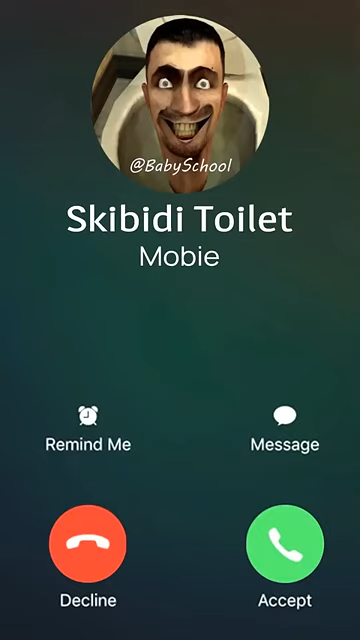 @BabySchool
Skibidi Toilet
Mobie
Remind Me
Message
Decline
Accept